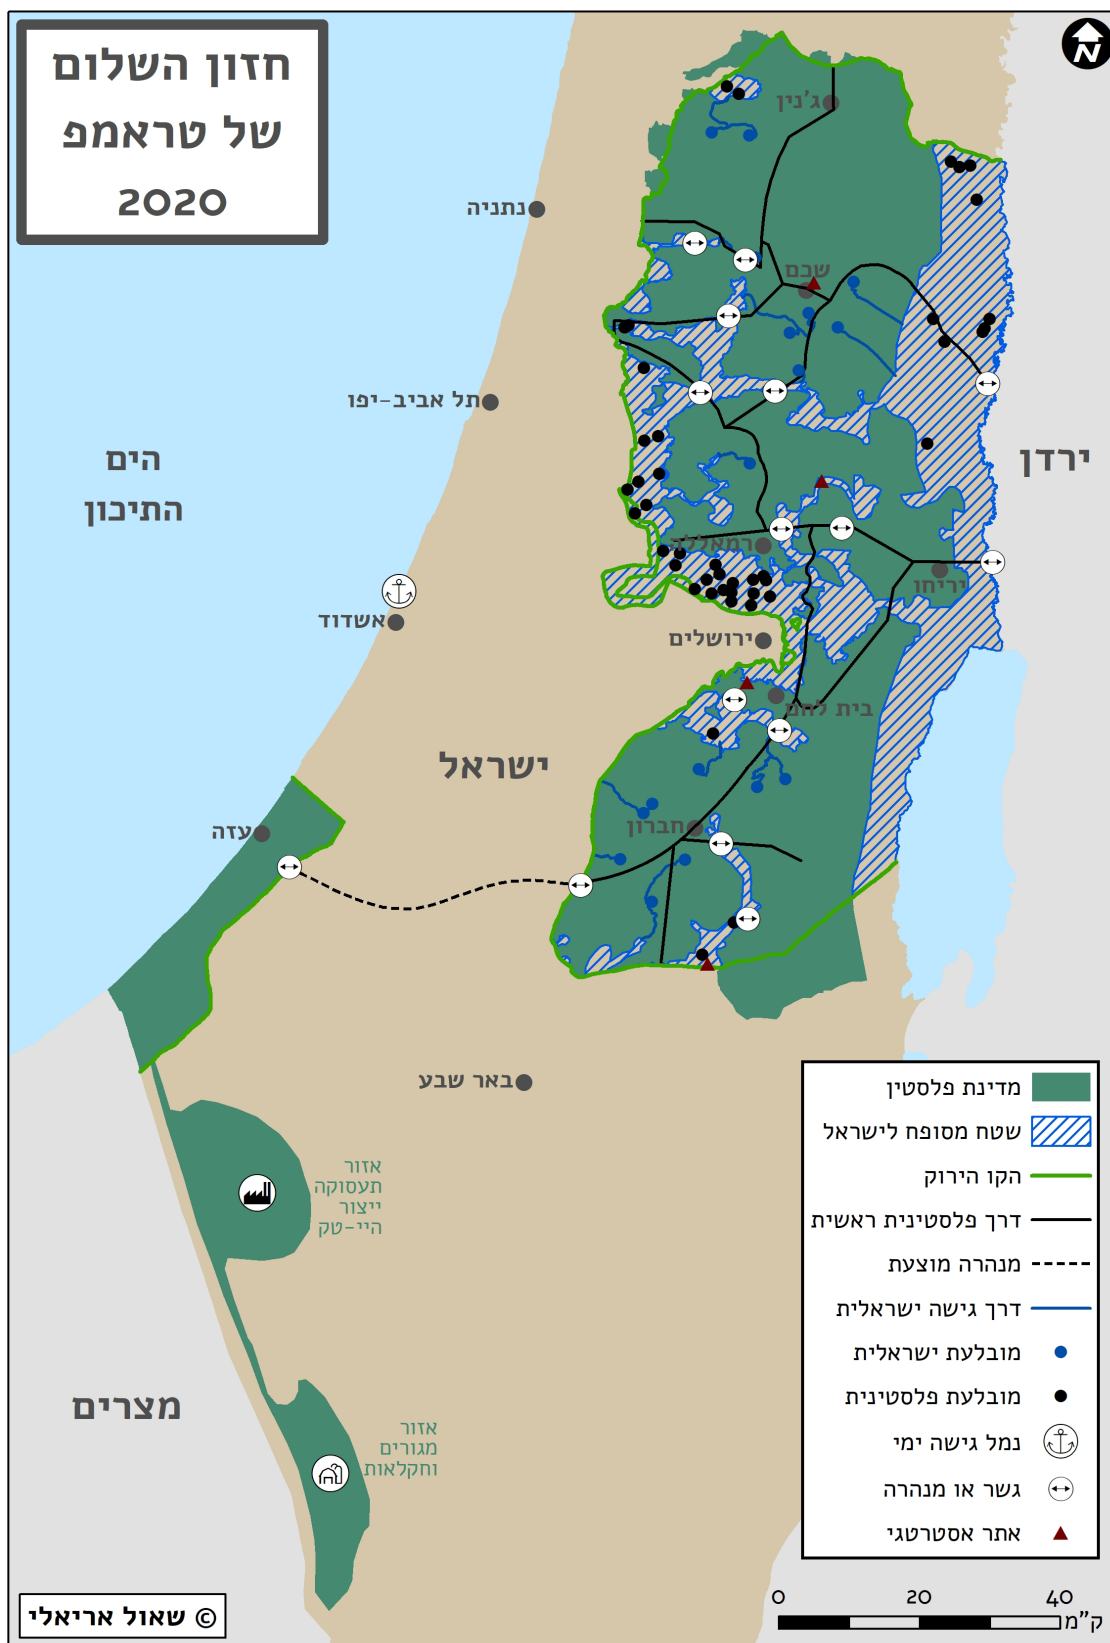 חזון השלום
של טראמפ
2020
N
ג'נין
נתניה
שכם
תל אביב-יפו
הים
התיכון
ירדן
רמאללה
יריחו
אשדוד
ירושלים
בית לחם
ישראל
עזה
חברון
באר שבע
אזור
תעסוקה
ייצור
היי-טק
מצרים
אזור
מגורים
וחקלאות
מדינת פלסטין
שטח מסופח לישראל
הקו הירוק
דרך פלסטינית ראשית
מנהרה מוצעת
דרך גישה ישראלית
מובלעת ישראלית
מובלעת פלסטינית
נמל גישה ימי
גשר או מנהרה
אתר אסטרטגי
0 20 40
ק"מ
© שאול אריאלי